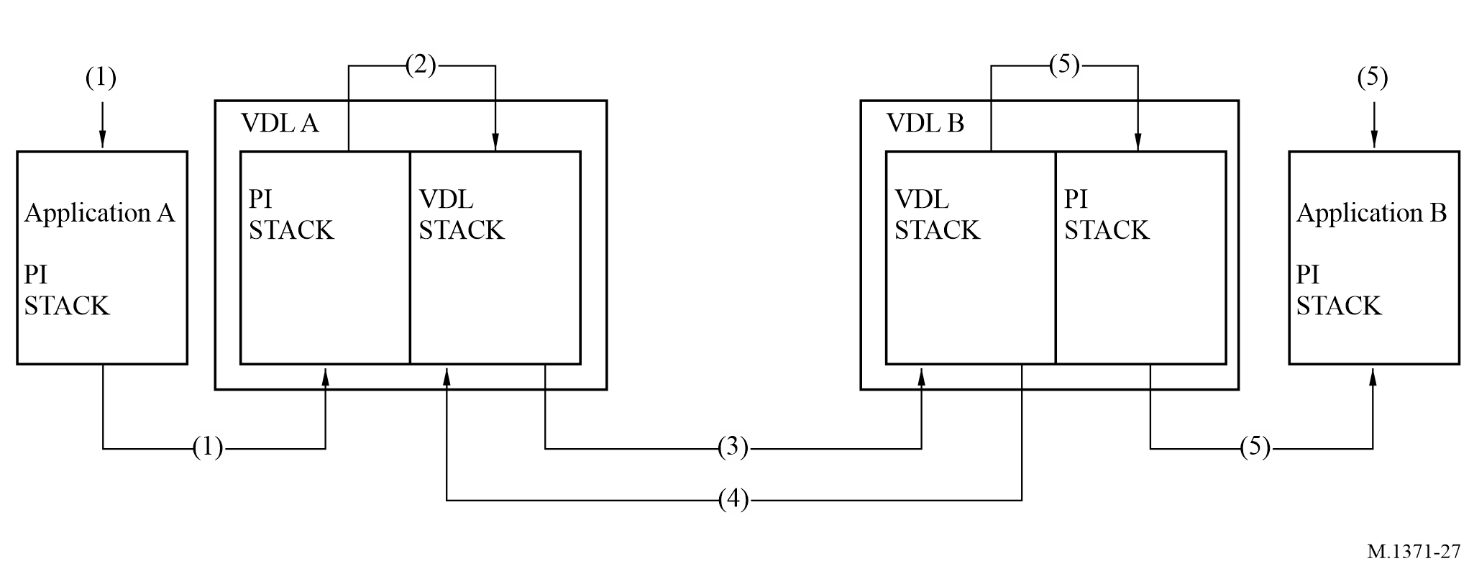 (2)
(5)
(1)
(5)
VDL A
VDL B
Application A
PI
STACK
PI
STACK
VDL
STACK
VDL
STACK
PI
STACK
Application B
PI
STACK
(1)
(3)
(5)
(4)
M.1371-27